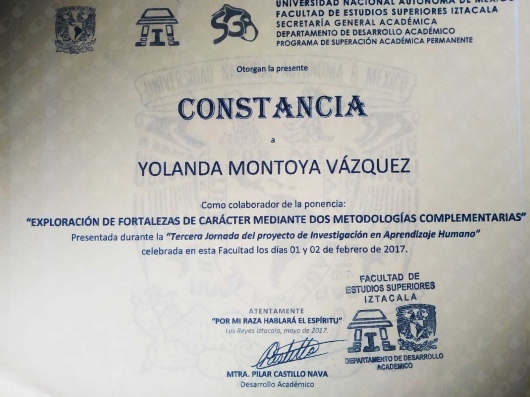 UNIVERSIDAD NACIONAL AUTÓNOMA DE MÉXICO
FACULTAD DE ESTUDIOS SUPERIORES IZTACALA
SECRETARÍA GENERAL ACADÉMICA
DEPARTAMENTO DE DESARROLLO ACADÉMICO
PROGRAMA DE SUPERACIÓN ACADÉMICA PERMANENTE
Otorgan la presente
CONSTANCIA
a
YOLANDA MONTOYA VÁZQUEZ
Como colaborador de la ponencia:
"EXPLORACIÓN DE FORTALEZAS DE CARÁCTER MEDIANTE DOS METODOLOGÍAS COMPLEMENTARIAS"
Presentada durante la "Tercera Jornada del proyecto de Investigación en Aprendizaje Humano"
celebrada en esta Facultad los días 01 y 02 de febrero de 2017.
FACULTAD DE
ESTUDIOS SUPERIORES
IZTACALA
DEPARTAMENTO DE DESARROLLO
ACADÉMICO
ATENTAMENTE
"POR MI RAZA HABLARÁ EL ESPÍRITU"
Los Reyes Iztacala, mayo de 2017.
MTRA. PILAR CASTILLO NAVA
Desarrollo Académico